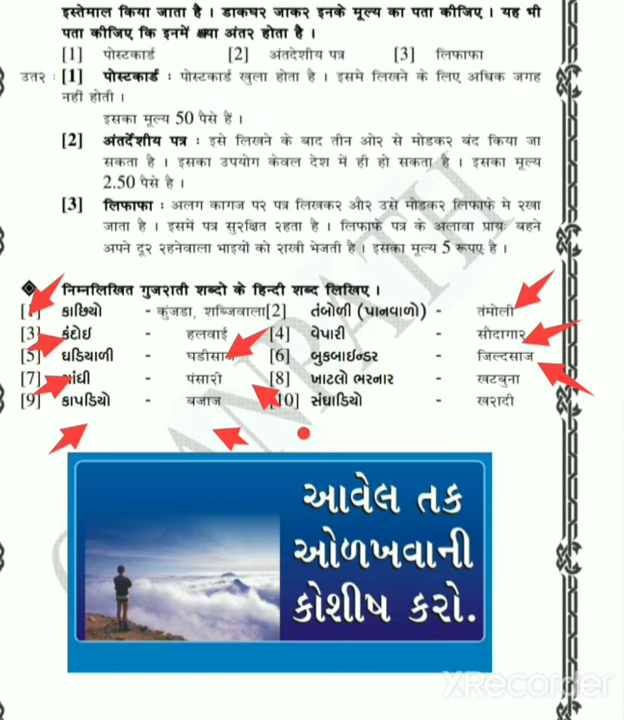 इस्तेमाल किया जाता है । डाकघर जाकर इनके मूल्य का पता कीजिए । यह भी
पता कीजिए कि इनमें क्या अंतर होता है ।
[1] पोस्टकार्ड [2] अंतदेशीय पत्र [3] लिफाफा
उतर : [1] पोस्टकार्ड : पोस्टकार्ड खुला होता है । इसमे लिखने के लिए अधिक जगह
नहीं होती ।
इसका मूल्य 50 पैसे हैं ।
[2] अंतर्देशीय पत्र : इसे लिखने के बाद तीन ओर से मोडकर बंद किया जा
सकता है । इसका उपयोग केवल देश में ही हो सकता है । इसका मूल्य
2.50 पैसे है ।
[3] लिफाफा : अलग कागज पर पत्र लिखकर और उसे मोडकर लिफाफे मे रखा
जाता है । इसमें पत्र सुरक्षित रहता है । लिफाफे पत्र के अलावा प्रायः बहने
अपने दूर रहनेवाला भाइयों को राखी भेजती है । इसका मूल्य 5 रूपए है ।
निम्नलिखित गुजराती शब्दो के हिन्दी शब्द लिखिए ।
[1] કાછિયો - कुंजडा, शब्जिवाला [2] તંબોળી (પાનવાળો) - तंमोली
[3] કંદોઇ - हलवाई [4] વેપારી - सौदागार
[5] ઘડિયાળી - [6] બુકબાઈન્ડર - जिल्दसाज
[7] ગાંધી - पंसारी [8] ખાટલો ભરનાર - खटबुना
[9] કાપડિયો - बजाज [10] સંઘાડિયો - खरादी
આવેલ તક
ઓળખવાની
કોશીષ કરો.
XRecorder